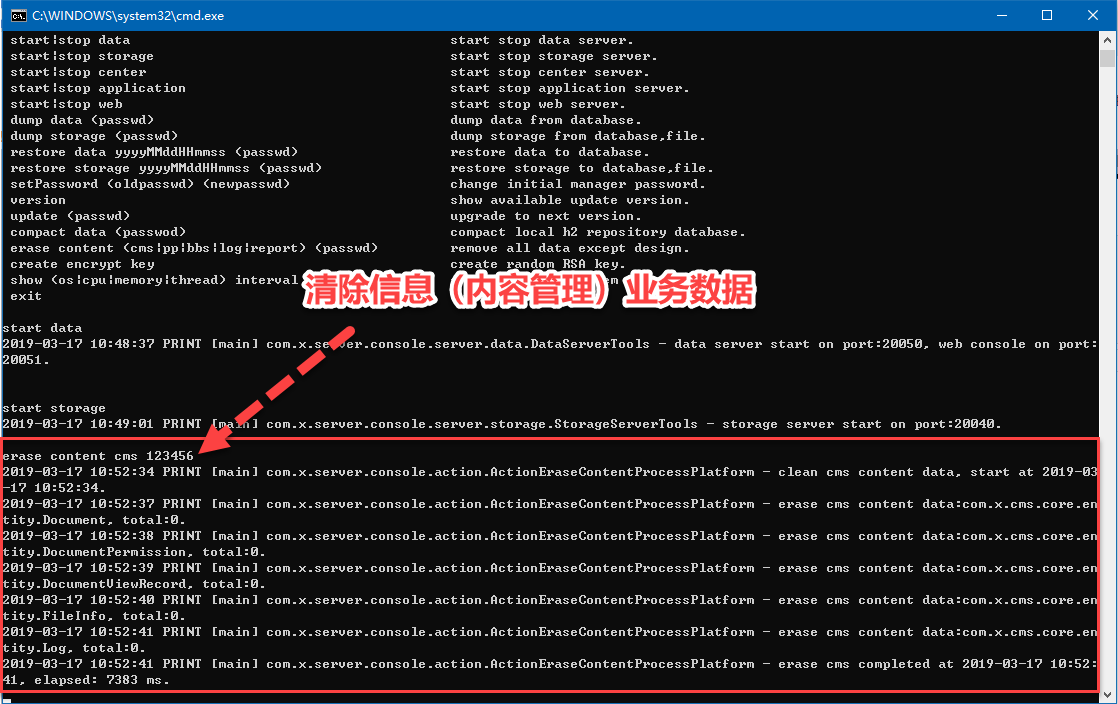 C:\WINDOWS\system32\cmd.exe
start|stop data start stop data server.
start|stop storage start stop storage server.
start|stop center start stop center server.
start|stop application start stop application server.
start|stop web start stop web server.
dump data (passwd) dump data from database.
dump storage (passwd) dump storage from database,file.
restore data yyyyMMddHHmmss (passwd) restore data to database.
restore storage yyyyMMddHHmmss (passwd) restore storage to database,file.
setPassword (oldpasswd) (newpasswd) change initial manager password.
version show available update version.
update (passwd) upgrade to next version.
compact data (passwod) compact local h2 repository database.
erase content (cms|pp|bbs|log|report) (passwd) remove all data except design.
create encrypt key create random RSA key.
show (os|cpu|memory|thread) interval
exit
清除信息（内容管理）业务数据
start data
2019-03-17 10:48:37 PRINT [main] com.x.server.console.server.data.DataServerTools - data server start on port:20050, web console on port:
20051.
start storage
2019-03-17 10:49:01 PRINT [main] com.x.server.console.server.storage.StorageServerTools - storage server start on port:20040.
erase content cms 123456
2019-03-17 10:52:34 PRINT [main] com.x.server.console.action.ActionEraseContentProcessPlatform - clean cms content data, start at 2019-03
-17 10:52:34.
2019-03-17 10:52:37 PRINT [main] com.x.server.console.action.ActionEraseContentProcessPlatform - erase cms content data:com.x.cms.core.en
tity.Document, total:0.
2019-03-17 10:52:38 PRINT [main] com.x.server.console.action.ActionEraseContentProcessPlatform - erase cms content data:com.x.cms.core.en
tity.DocumentPermission, total:0.
2019-03-17 10:52:39 PRINT [main] com.x.server.console.action.ActionEraseContentProcessPlatform - erase cms content data:com.x.cms.core.en
tity.DocumentViewRecord, total:0.
2019-03-17 10:52:40 PRINT [main] com.x.server.console.action.ActionEraseContentProcessPlatform - erase cms content data:com.x.cms.core.en
tity.FileInfo, total:0.
2019-03-17 10:52:41 PRINT [main] com.x.server.console.action.ActionEraseContentProcessPlatform - erase cms content data:com.x.cms.core.en
tity.Log, total:0.
2019-03-17 10:52:41 PRINT [main] com.x.server.console.action.ActionEraseContentProcessPlatform - erase cms completed at 2019-03-17 10:52:
41, elapsed: 7383 ms.